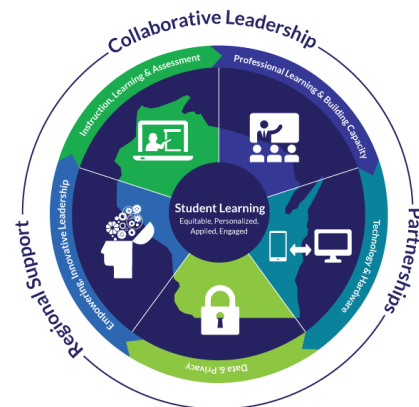 Collaborative Leadership
Instruction, Learning & Assessment
Professional Learning & Building Capacity
Student Learning
Equitable, Personalized,
Applied, Engaged
Empowering, Innovative Leadership
Technology & Hardware
Data & Privacy
Regional Support
Partnerships